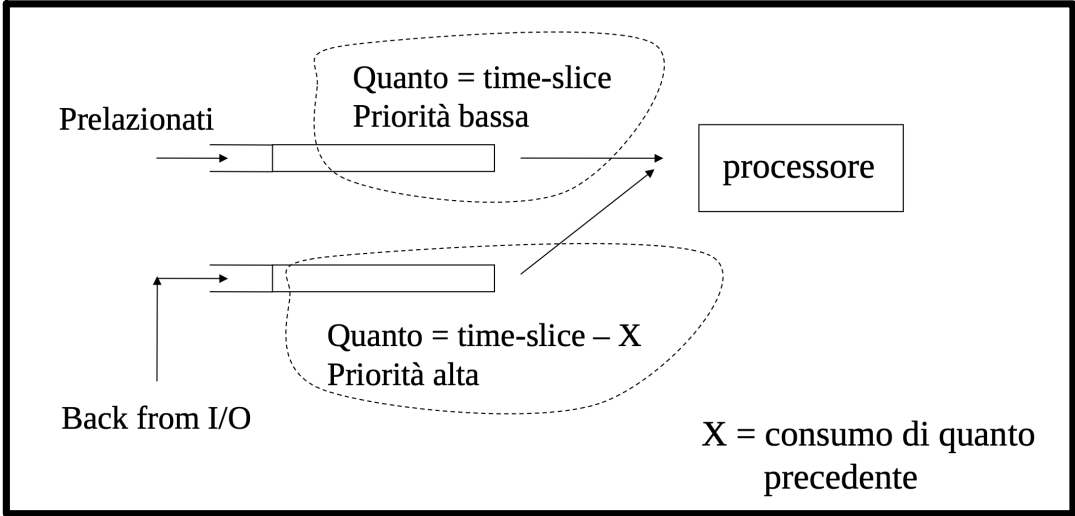 Quanto = time-slice
Priorità bassa
Prelazionati
processore
Quanto = time-slice – X
Priorità alta
Back from I/O
X = consumo di quanto
precedente